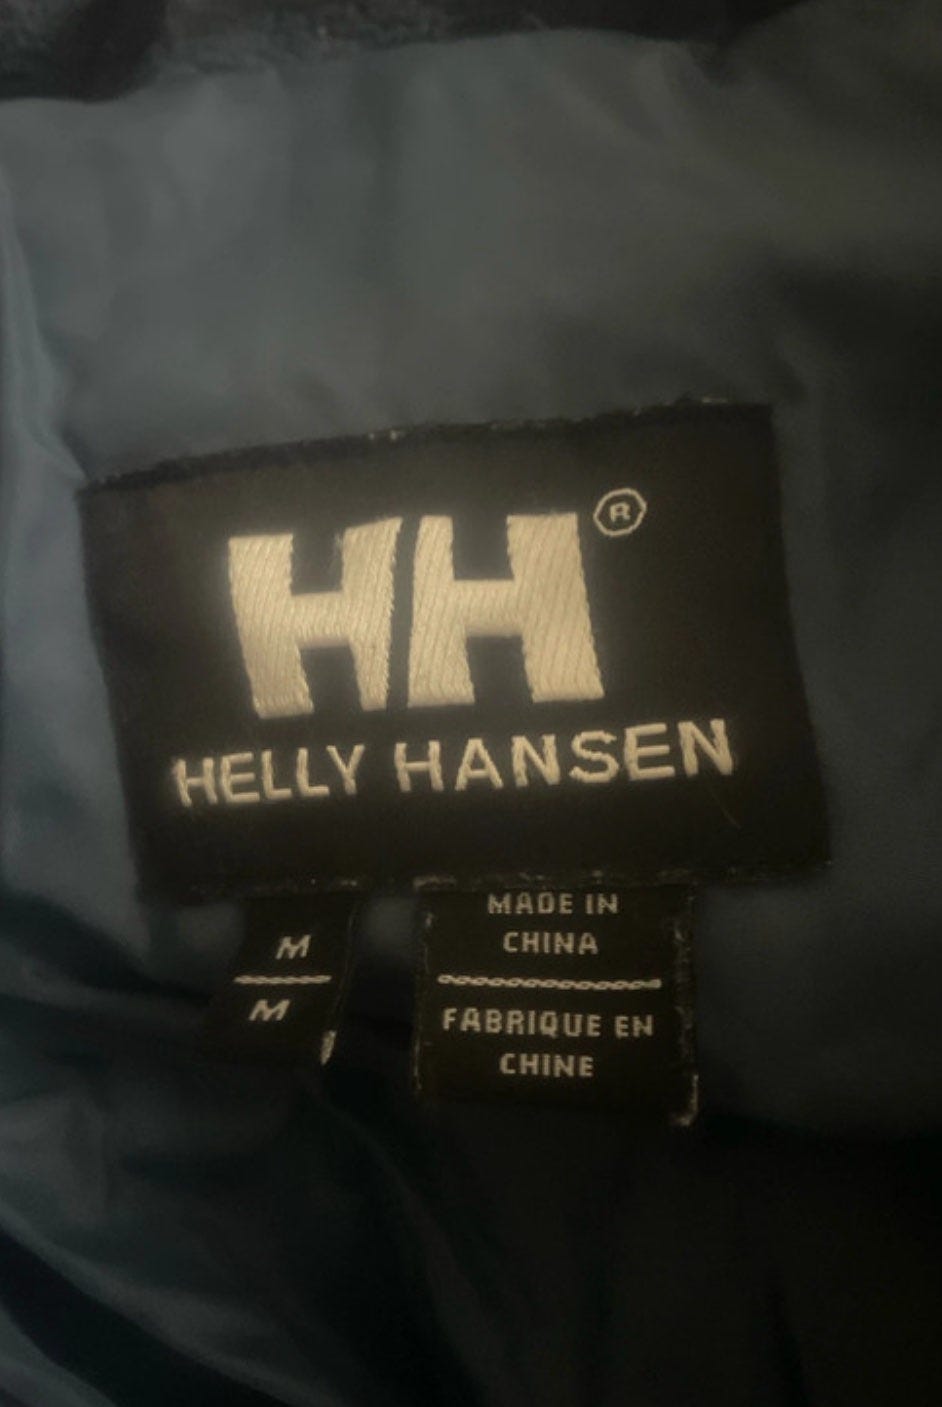 HH®
HELLY HANSEN
M
M
MADE IN
CHINA
FABRIQUE EN
CHINE